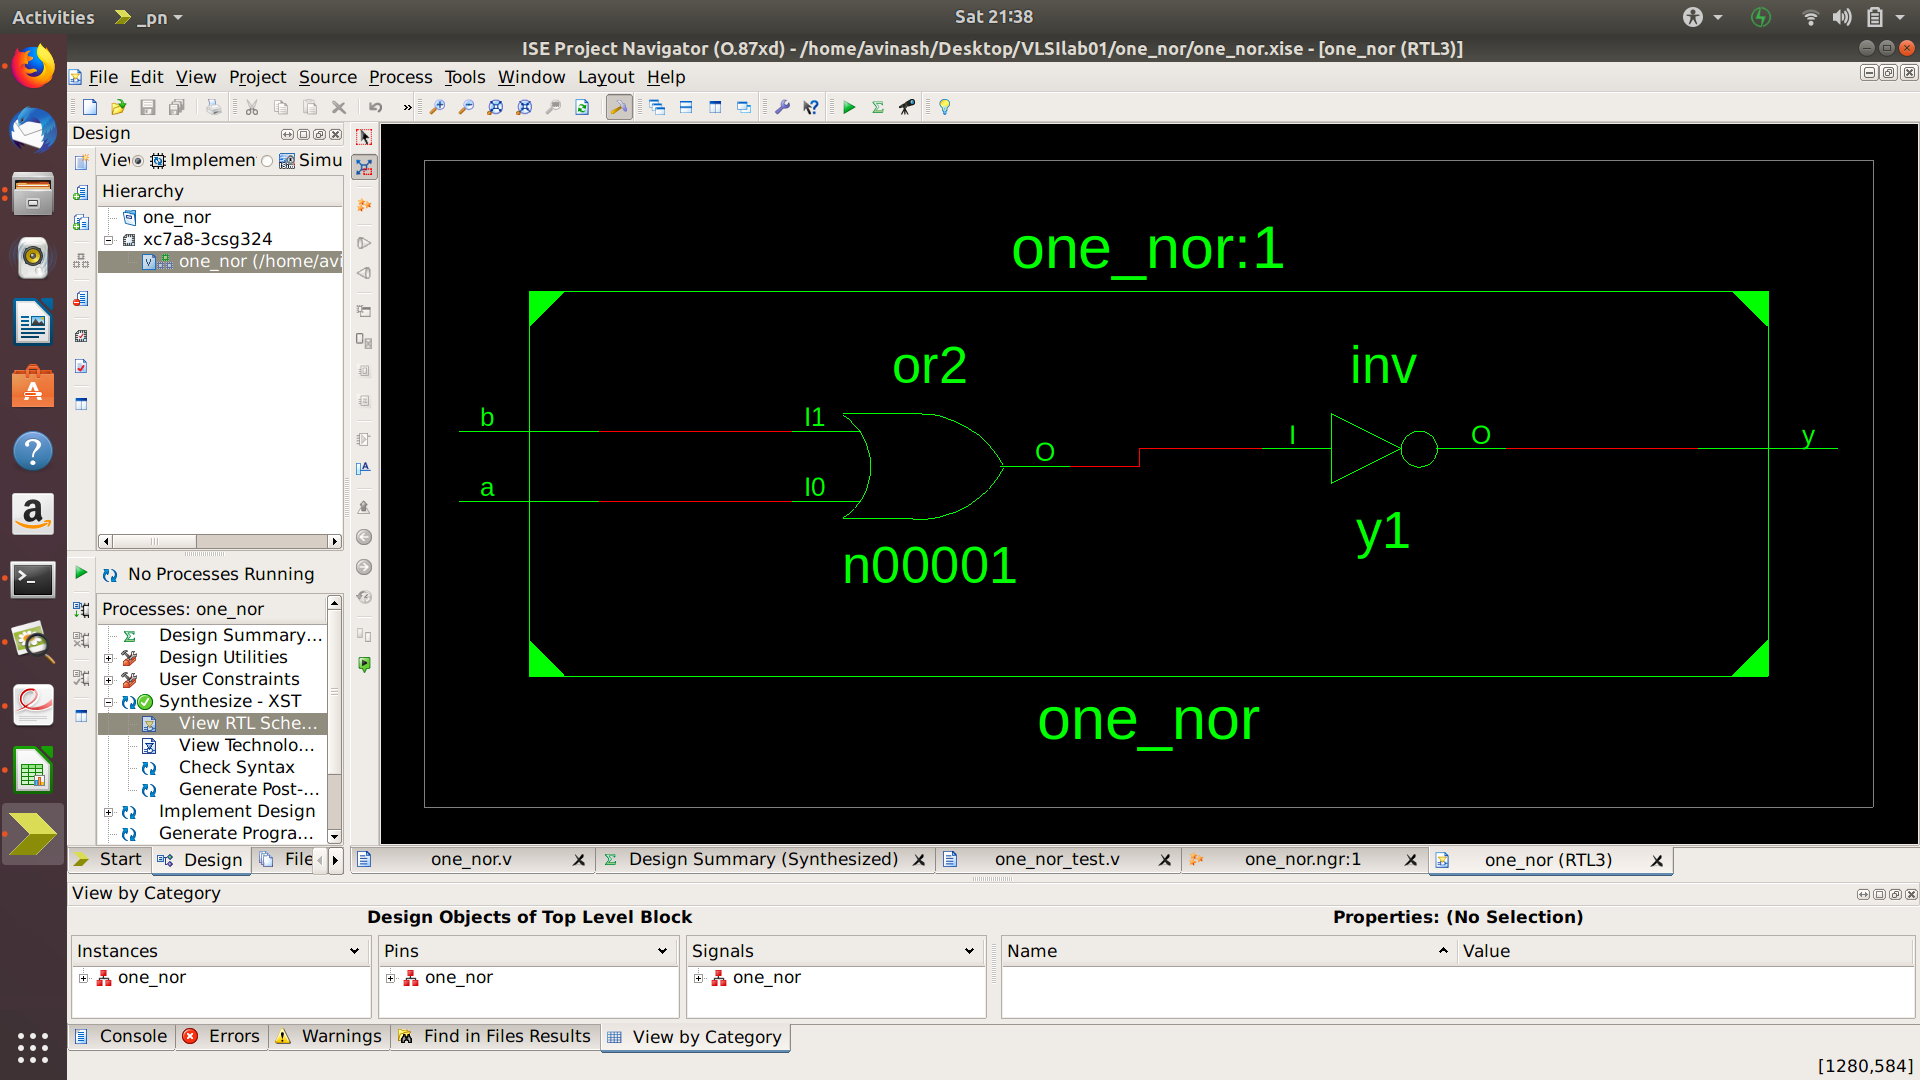 Activities
_pn
Sat 21:38
ISE Project Navigator (O.87xd) - /home/avinash/Desktop/VLSIlab01/one_nor/one_nor.xise - [one_nor (RTL3)]
File Edit View Project Source Process Tools Window Layout Help
Design
Implemen
Simu
Hierarchy
one_nor
xc7a8-3csg324
one_nor (/home/avi
No Processes Running
Processes: one_nor
Design Summary...
Design Utilities
User Constraints
Synthesize - XST
View RTL Sche...
View Technolo...
Check Syntax
Generate Post-...
Implement Design
Generate Progra...
Start
Design
File
one_nor:1
or2
inv
b
I1
a
I0
O
I
O
y
n00001
y1
one_nor
one_nor.v
Design Summary (Synthesized)
one_nor_test.v
one_nor.ngr:1
one_nor (RTL3)
View by Category
Design Objects of Top Level Block
Properties: (No Selection)
Instances
Pins
Signals
Name
Value
one_nor
one_nor
one_nor
Console
Errors
Warnings
Find in Files Results
View by Category
[1280,584]